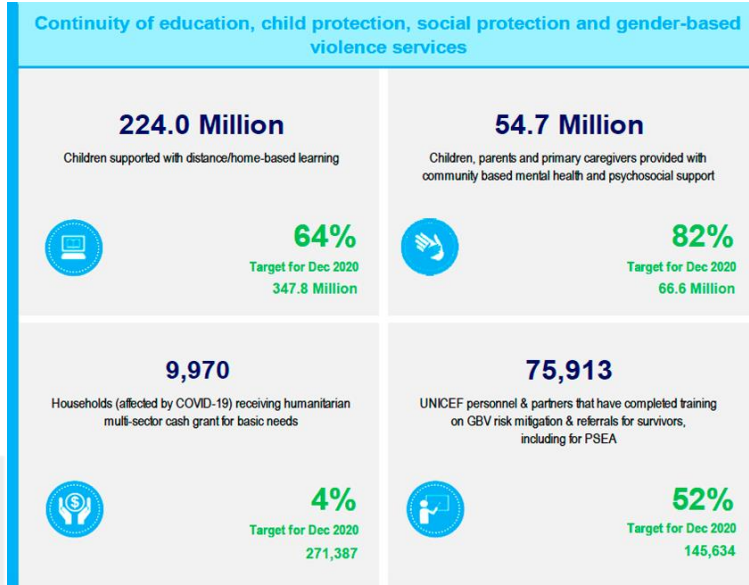 Continuity of education, child protection, social protection and gender-based
violence services
224.0 Million
Children supported with distance/home-based learning
64%
Target for Dec 2020
347.8 Million
54.7 Million
Children, parents and primary caregivers provided with
community based mental health and psychosocial support
82%
Target for Dec 2020
66.6 Million
9,970
Households (affected by COVID-19) receiving humanitarian
multi-sector cash grant for basic needs
4%
Target for Dec 2020
271,387
75,913
UNICEF personnel & partners that have completed training
on GBV risk mitigation & referrals for survivors,
including for PSEA
52%
Target for Dec 2020
145,634